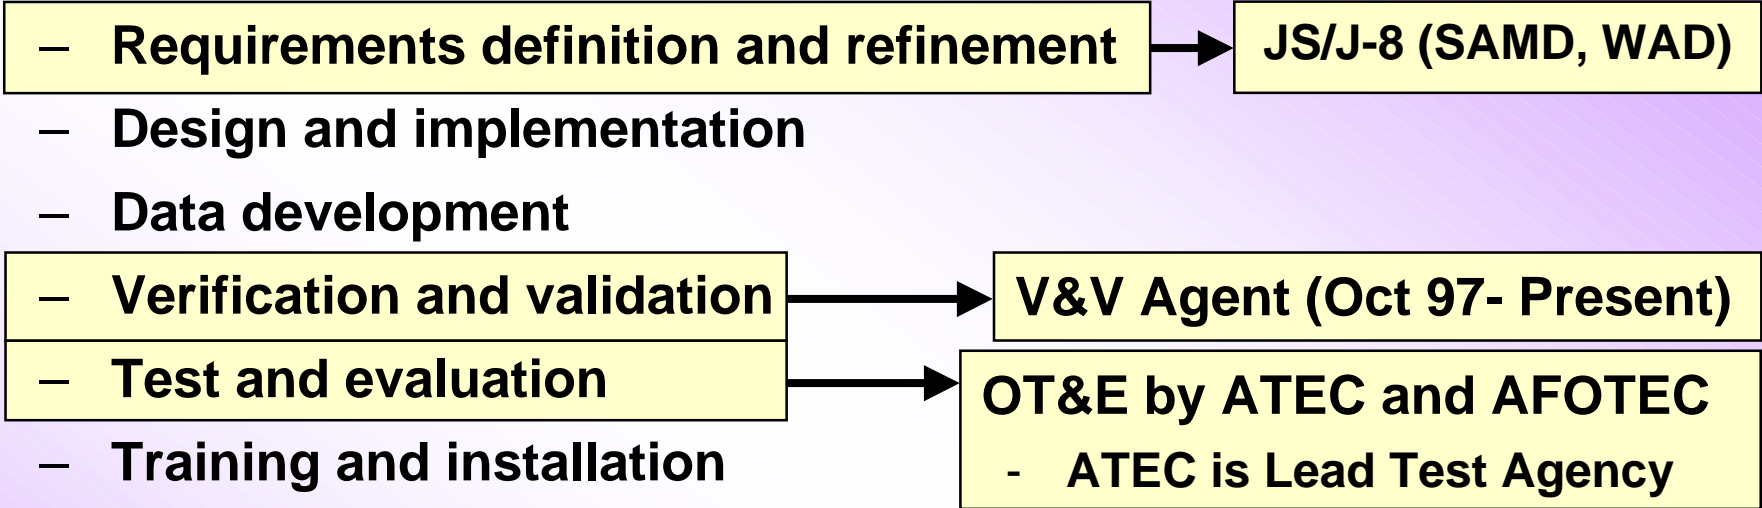 – Requirements definition and refinement
JS/J-8 (SAMD, WAD)
– Design and implementation
– Data development
– Verification and validation
V&V Agent (Oct 97- Present)
– Test and evaluation
OT&E by ATEC and AFOTEC
– Training and installation
- ATEC is Lead Test Agency